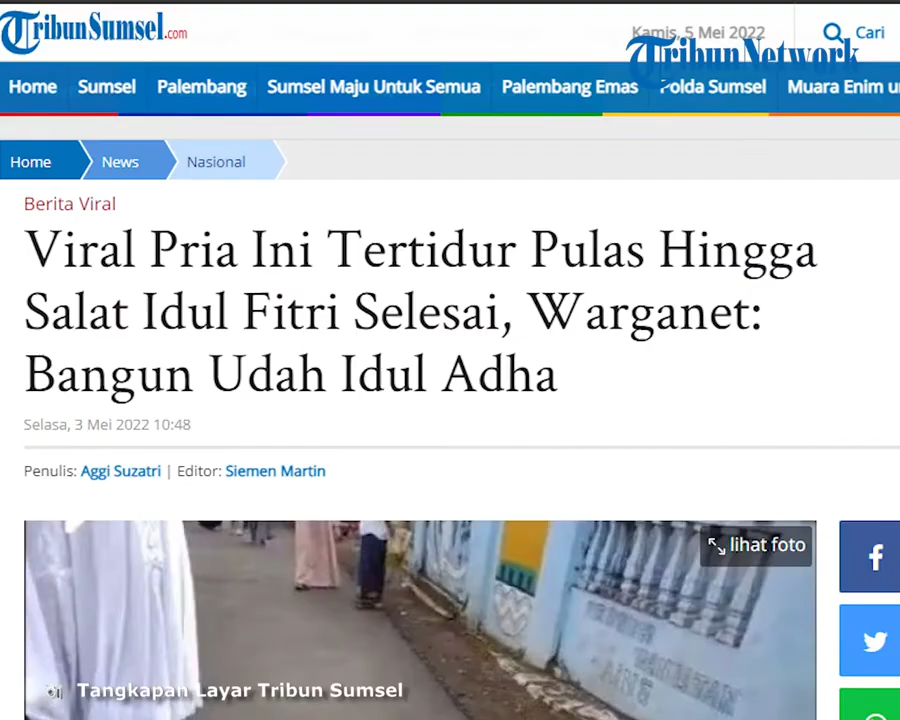 TribunSumsel.com
Kamis, 5 Mei 2022
Cari
TribunNetwork
Home Sumsel Palembang Sumsel Maju Untuk Semua Palembang Emas Polda Sumsel Muara Enim
Home News Nasional
Berita Viral
Viral Pria Ini Tertidur Pulas Hingga
Salat Idul Fitri Selesai, Warganet:
Bangun Udah Idul Adha
Selasa, 3 Mei 2022 10:48
Penulis: Aggi Suzatri | Editor: Siemen Martin
lihat foto
Tangkapan Layar Tribun Sumsel